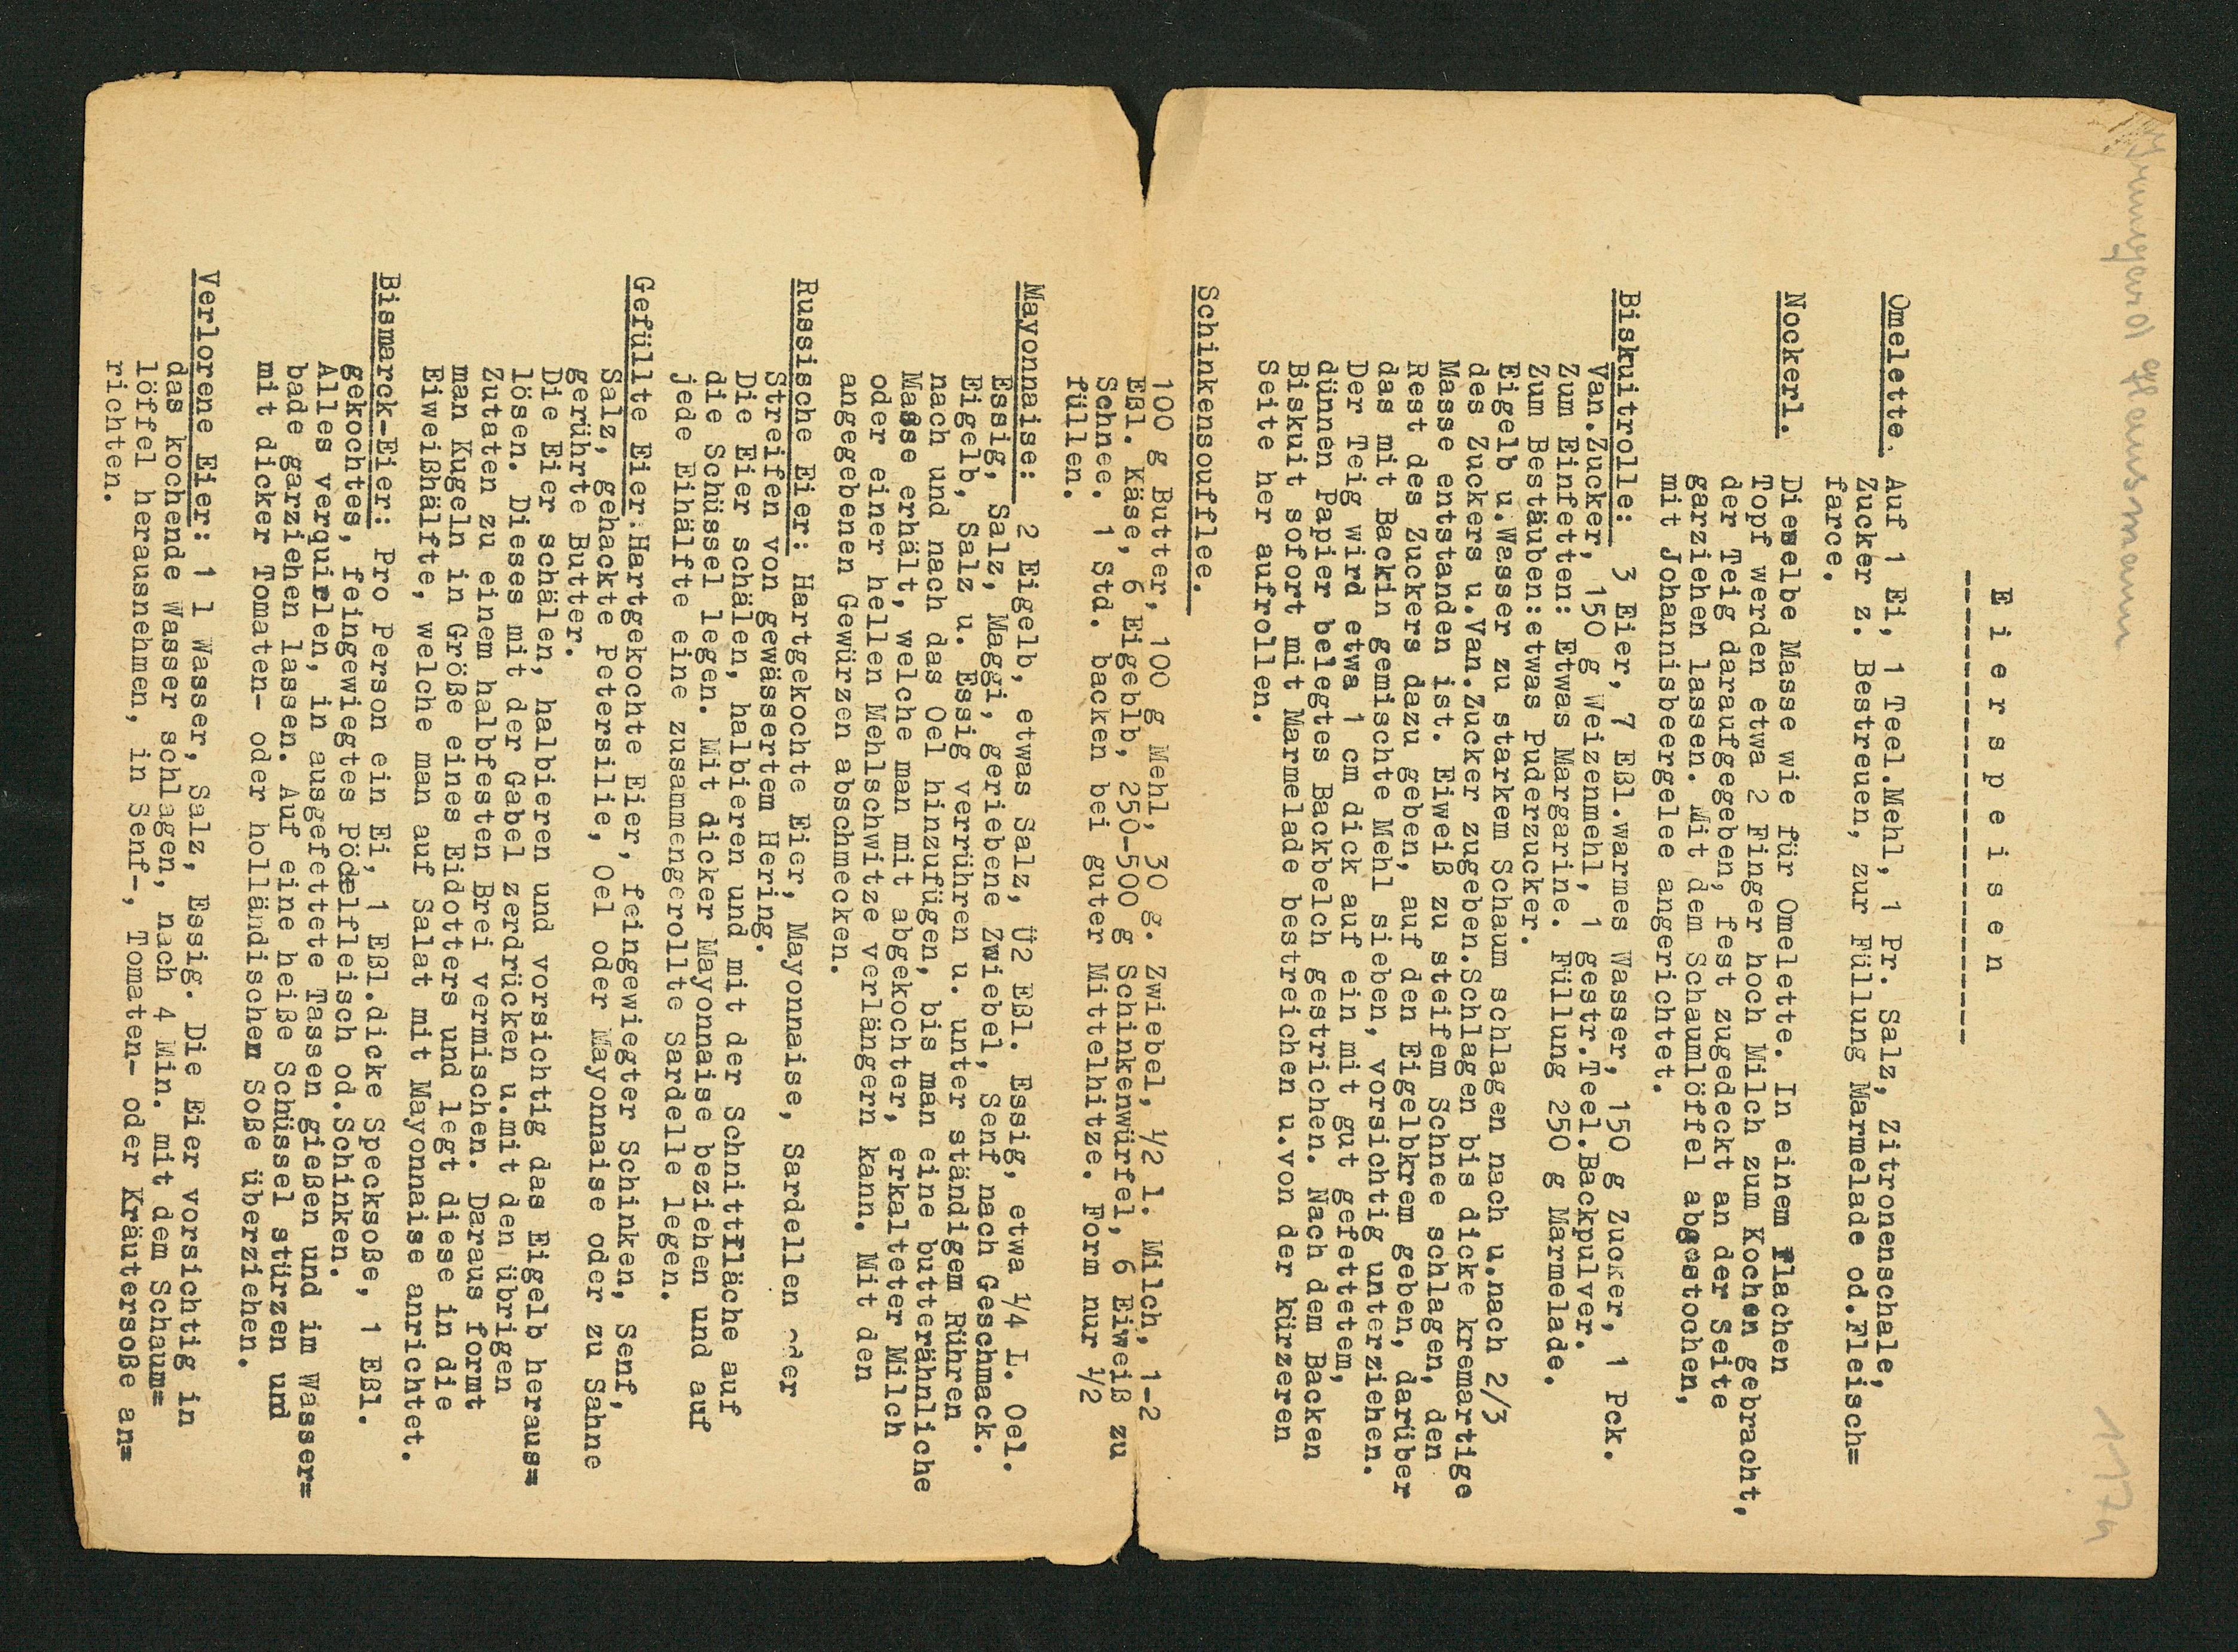 Irmingard Hausmann
E i e r s p e i s e n
Omelette. Auf 1 Ei, 1 Teel.Mehl, 1 Pr. Salz, Zitronenschale,
Zucker z. Bestreuen, zur Füllung Marmelade od.Fleisch=
farce.
Nockerl. Dieselbe Masse wie für Omelette. In einem flachen
Topf werden etwa 2 Finger hoch Milch zum Kochen gebracht,
der Teig daraufgegeben, fest zugedeckt an der Seite
garziehen lassen. Mit dem Schaumlöffel abgestochen,
mit Johannisbeergelee angerichtet.
Biskuitrolle: 3 Eier, 7 Eßl.warmes Wasser, 150 g Zucker, 1 Pck.
Van.Zucker, 150 g Weizenmehl, 1 gestr.Teel.Backpulver.
Zum Einfetten: Etwas Margarine. Füllung 250 g Marmelade.
Zum Bestäuben:etwas Puderzucker.
Eigelb u.Wasser zu starkem Schaum schlagen nach u.nach 2/3
des Zuckers u.Van.Zucker zugeben.Schlagen bis dicke kremartige
Masse entstanden ist. Eiweiß zu steifem Schnee schlagen, den
Rest des Zuckers dazu geben, auf den Eigelbkrem geben, darüber
das mit Backin gemischte Mehl sieben, vorsichtig unterziehen.
Der Teig wird etwa 1 cm dick auf ein mit gut gefettetem,
dünnen Papier belegtes Backbelch gestrichen. Nach dem Backen
Biskuit sofort mit Marmelade bestreichen u.von der kürzeren
Seite her aufrollen.
Schinkensoufflee.
100 g Butter, 100 g Mehl, 30 g. Zwiebel, 1/2 l. Milch, 1-2
Eßl. Käse, 6 Eigeblb, 250-500 g Schinkenwürfel, 6 Eiweiß zu
Schnee. 1 Std. backen bei guter Mittelhitze. Form nur 1/2
füllen.
Mayonnaise: 2 Eigelb, etwas Salz, Ü2 Eßl. Essig, etwa 1/4 L. Oel.
Essig, Salz, Maggi, geriebene Zwiebel, Senf nach Geschmack.
Eigelb, Salz u. Essig verrühren u. unter ständigem Rühren
nach und nach das Oel hinzufügen, bis man eine butterähnliche
Masse erhält, welche man mit abgekochter, erkalteter Milch
oder einer hellen Mehlschwitze verlängern kann. Mit den
angegebenen Gewürzen abschmecken.
Russische Eier: Hartgekochte Eier, Mayonnaise, Sardellen oder
Streifen von gewässertem Hering.
Die Eier schälen, halbieren und mit der Schnittfläche auf
die Schüssel legen. Mit dicker Mayonnaise beziehen und auf
jede Eihälfte eine zusammengerollte Sardelle legen.
Gefüllte Eier:Hartgekochte Eier, feingewiegter Schinken, Senf,
Salz, gehackte Petersilie, Oel oder Mayonnaise oder zu Sahne
gerührte Butter.
Die Eier schälen, halbieren und vorsichtig das Eigelb heraus=
lösen. Dieses mit der Gabel zerdrücken u.mit den übrigen
Zutaten zu einem halbfesten Brei vermischen. Daraus formt
man Kugeln in Größe eines Eidotters und legt diese in die
Eiweißhälfte, welche man auf Salat mit Mayonnaise anrichtet.
Bismarck-Eier: Pro Person ein Ei, 1 Eßl.dicke Specksoße, 1 Eßl.
gekochtes, feingewiegtes Pöckelfleisch od.Schinken.
Alles verquirlen, in ausgefettete Tassen gießen und im Wasser=
bade garziehen lassen. Auf eine heiße Schüssel stürzen und
mit dicker Tomaten- oder holländischen Soße überziehen.
Verlorene Eier: 1 l Wasser, Salz, Essig. Die Eier vorsichtig in
das kochende Wasser schlagen, nach 4 Min. mit dem Schaum=
löffel herausnehmen, in Senf-, Tomaten- oder Kräutersoße an=
richten.